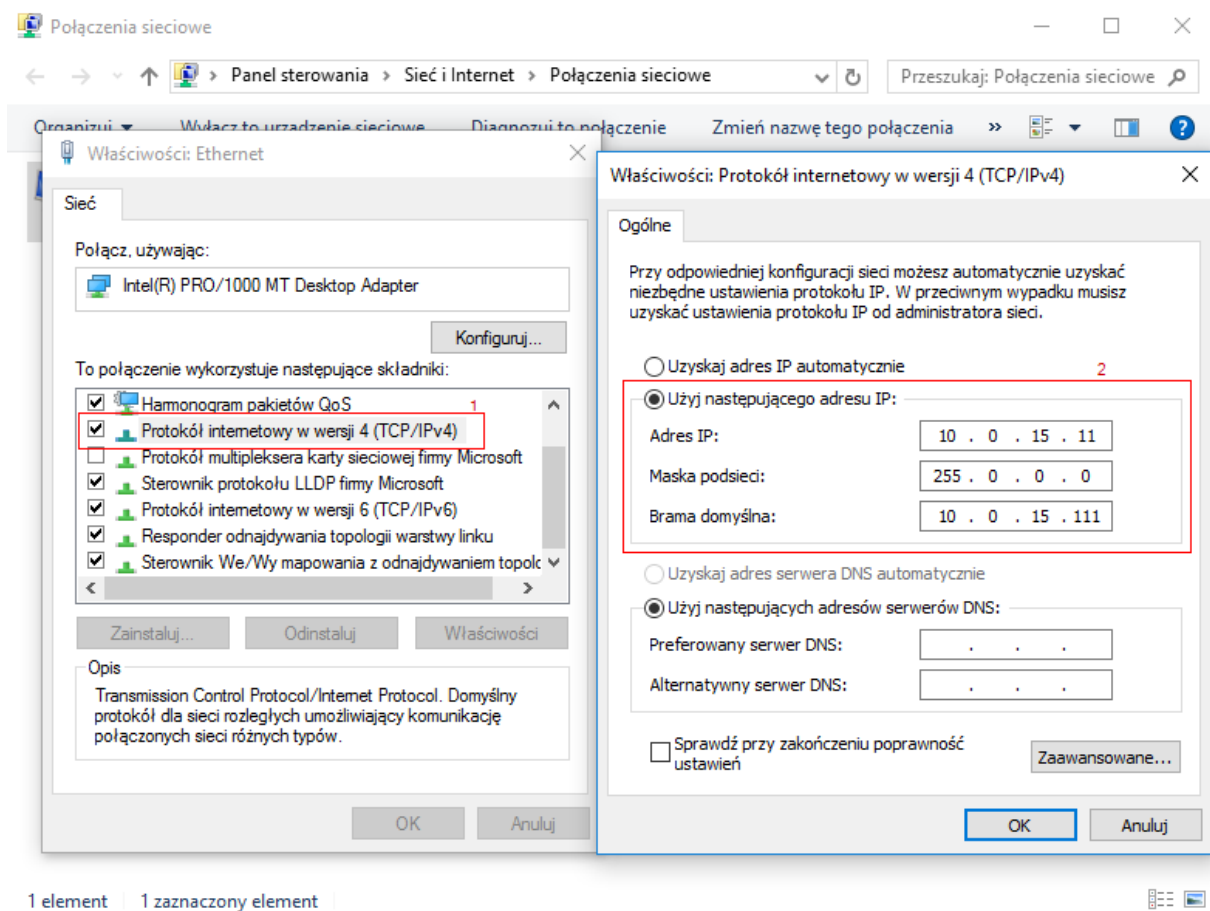 Połączenia sieciowe
Panel sterowania > Sieć i Internet > Połączenia sieciowe
Przeszukaj: Połączenia sieciowe
Organizuj Wyłącz to urządzenie sieciowe Diagnozuj to połączenie Zmień nazwę tego połączenia »
Właściwości: Ethernet
Sieć
Połącz, używając:
Intel(R) PRO/1000 MT Desktop Adapter
Konfiguruj...
To połączenie wykorzystuje następujące składniki:
Harmonogram pakietów QoS
1
Protokół internetowy w wersji 4 (TCP/IPv4)
Protokół multipleksera karty sieciowej firmy Microsoft
Sterownik protokołu LLDP firmy Microsoft
Protokół internetowy w wersji 6 (TCP/IPv6)
Responder odnajdywania topologii warstwy linku
Sterownik We/Wy mapowania z odnajdywaniem topolc
Zainstaluj... Odinstaluj Właściwości
Opis
Transmission Control Protocol/Internet Protocol. Domyślny
protokół dla sieci rozległych umożliwiający komunikację
połączonych sieci różnych typów.
OK Anuluj
Właściwości: Protokół internetowy w wersji 4 (TCP/IPv4)
Ogólne
Przy odpowiedniej konfiguracji sieci możesz automatycznie uzyskać
niezbędne ustawienia protokołu IP. W przeciwnym wypadku musisz
uzyskać ustawienia protokołu IP od administratora sieci.
Uzyskaj adres IP automatycznie
2
Użyj następującego adresu IP:
Adres IP: 10 . 0 . 15 . 11
Maska podsieci: 255 . 0 . 0 . 0
Brama domyślna: 10 . 0 . 15 . 111
Uzyskaj adres serwera DNS automatycznie
Użyj następujących adresów serwerów DNS:
Preferowany serwer DNS: . . .
Alternatywny serwer DNS: . . .
Sprawdź przy zakończeniu poprawność
ustawień
Zaawansowane...
OK Anuluj
1 element 1 zaznaczony element